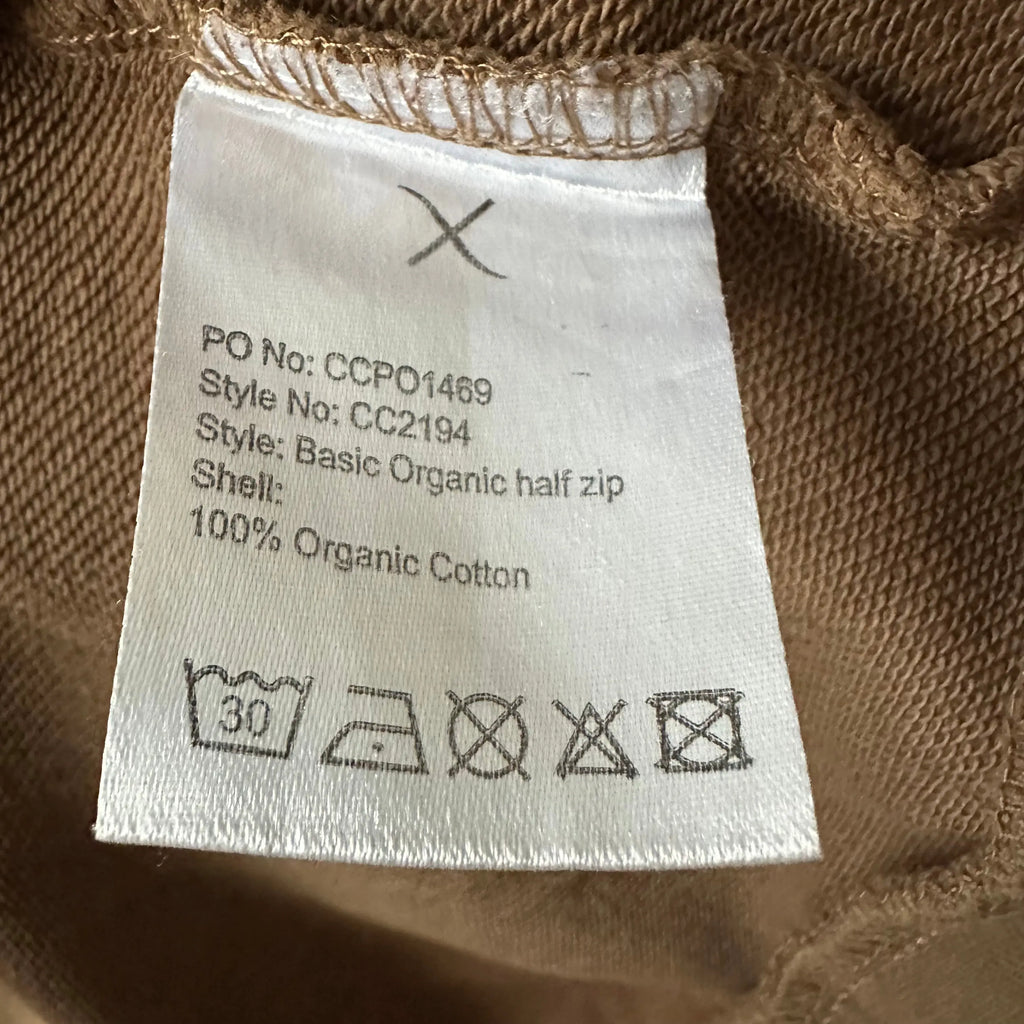 PO No: CCPO1469
Style No: CC2194
Style: Basic Organic half zip
Shell:
100% Organic Cotton
30